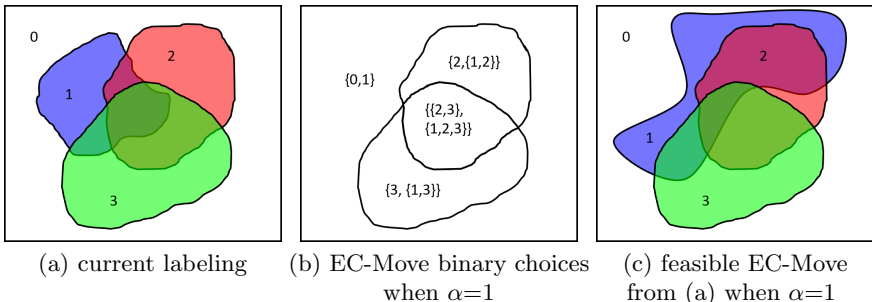 0
1
2
3
{0,1}
{2,{1,2}}
{{2,3},
{1,2,3}}
{3, {1,3}}
0
2
1
3
(a) current labeling
(b) EC-Move binary choices
when α=1
(c) feasible EC-Move
from (a) when α=1